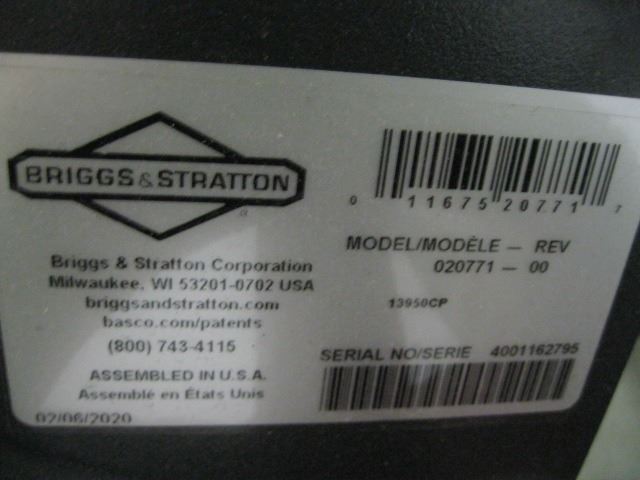 BRIGGS & STRATTON
Briggs & Stratton Corporation
Milwaukee, WI 53201-0702 USA
briggsandstratton.com
basco.com/patents
(800) 743-4115
ASSEMBLED IN U.S.A.
Assemblé en États Unis
02/06/2020
0 11675 20771 7
MODEL/MODÈLE — REV
020771 — 00
13950CP
SERIAL NO/SERIE 4001162795